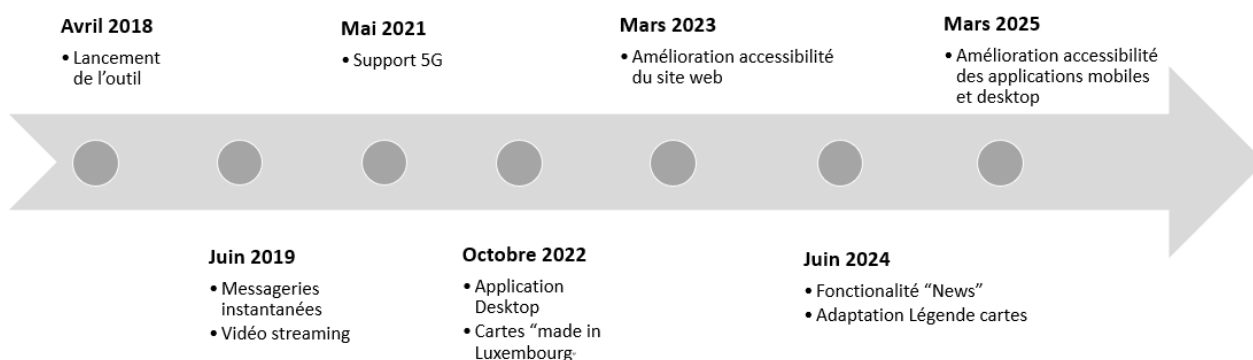 Avril 2018
• Lancement
de l’outil
Juin 2019
• Messageries
instantanées
• Vidéo streaming
Mai 2021
• Support 5G
Octobre 2022
• Application
Desktop
• Cartes “made in
Luxembourg”
Mars 2023
• Amélioration accessibilité
du site web
Juin 2024
• Fonctionalité “News”
• Adaptation Légende cartes
Mars 2025
• Amélioration accessibilité
des applications mobiles
et desktop